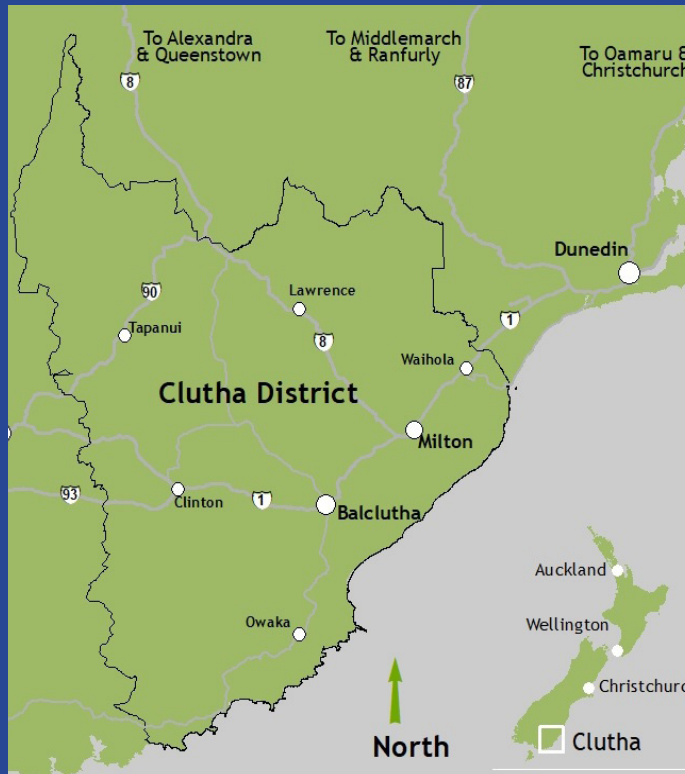 To Alexandra
& Queenstown
To Middlemarch
& Ranfurly
To Oamaru &
Christchurch
8
87
Dunedin
90
Lawrence
1
Tapanui
8
Waihola
Clutha District
Milton
93
Clinton
1
Balclutha
Auckland
Owaka
Wellington
Christchurc
North
Clutha